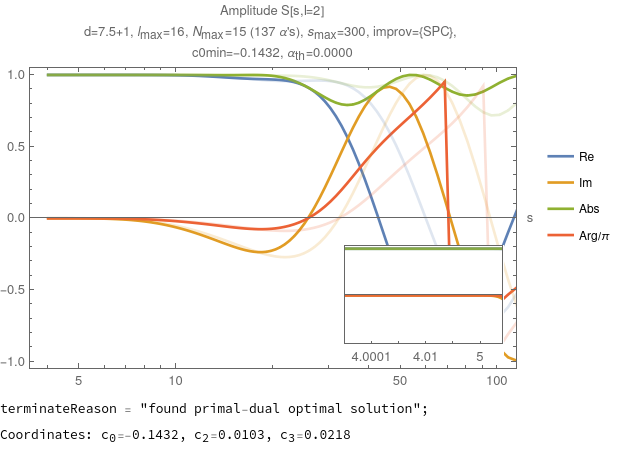 Amplitude S[s,l=2]
d=7.5+1, lmax=16, Nmax=15 (137 α's), smax=300, improv={SPC},
c0min=-0.1432, αth=0.0000
1.0
0.5
0.0
-0.5
-1.0
5
10
50
100
s
4.0001
4.01
5
Re
Im
Abs
Arg/π
terminateReason = "found primal-dual optimal solution";
Coordinates: c0=-0.1432, c2=0.0103, c3=0.0218